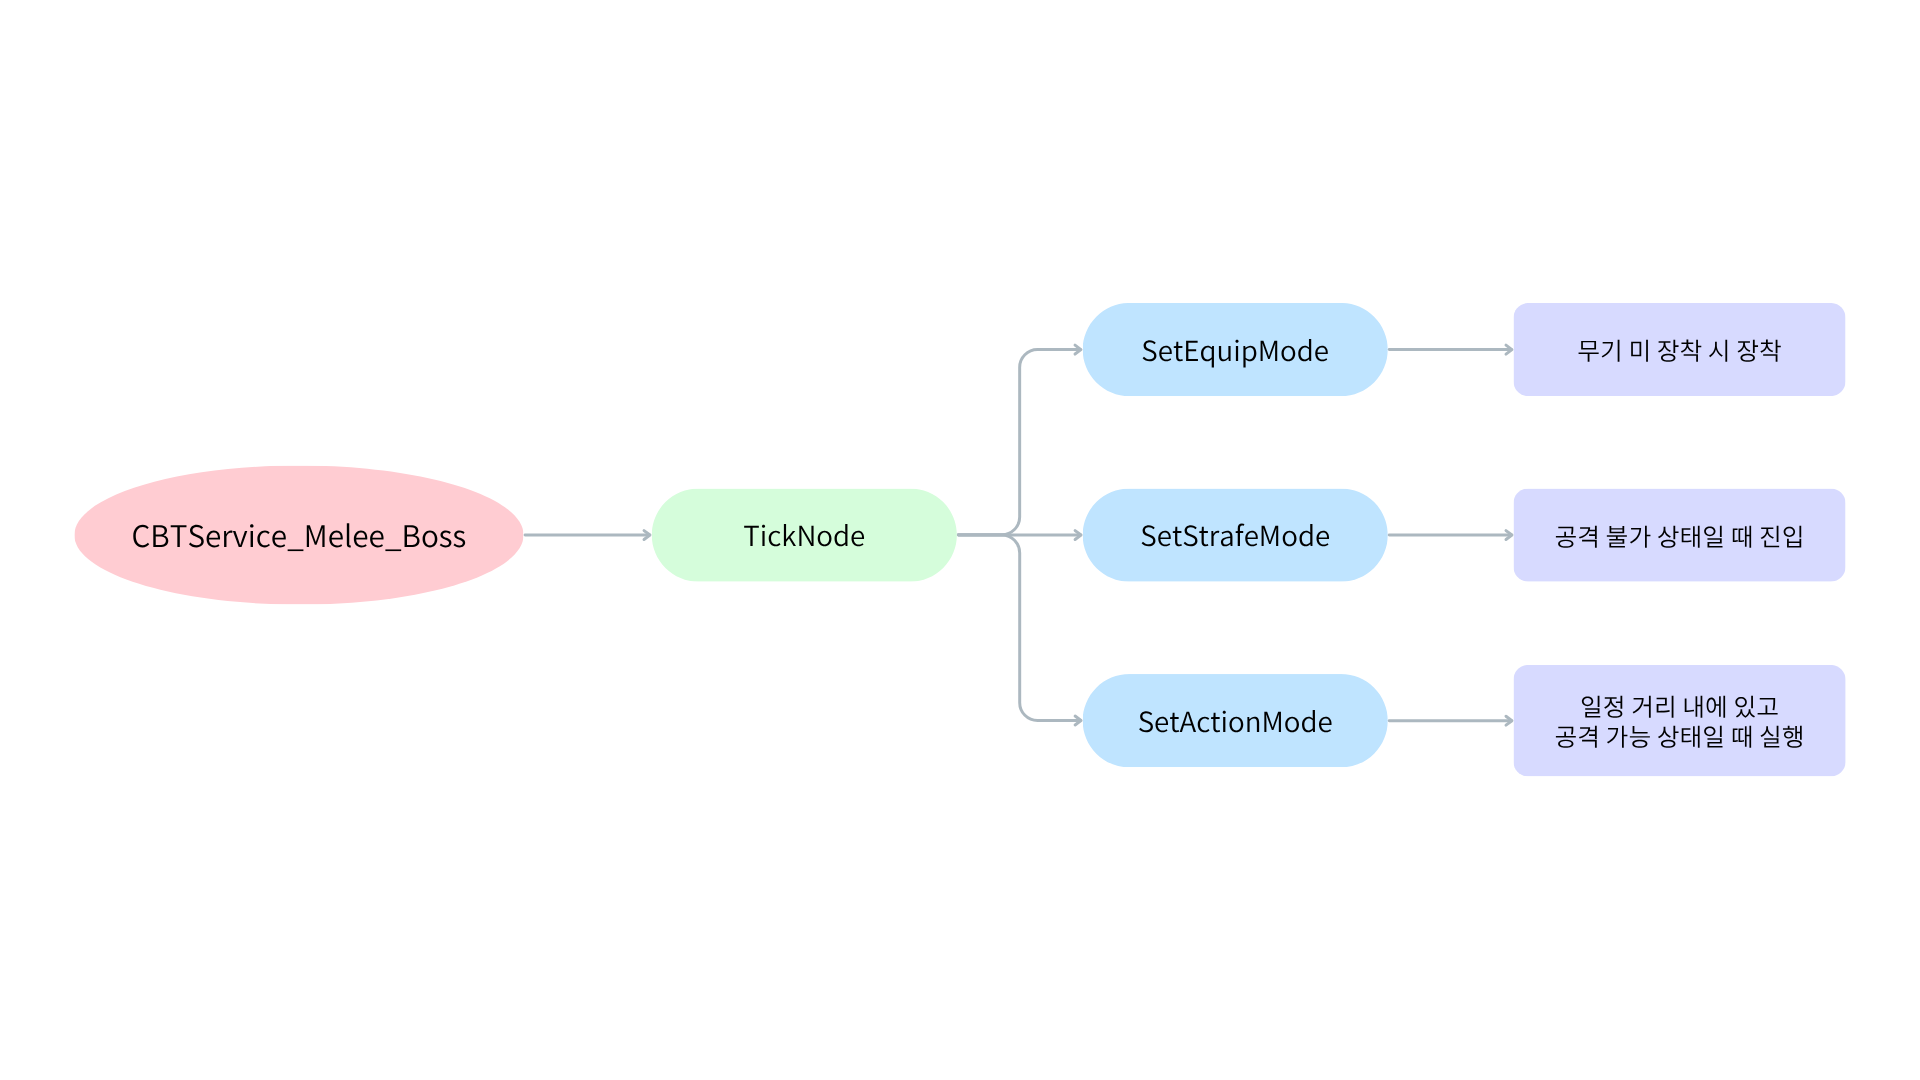 CBTService_Melee_Boss
TickNode
SetEquipMode
무기 미 장착 시 장착
SetStrafeMode
공격 불가 상태일 때 진입
SetActionMode
일정 거리 내에 있고
공격 가능 상태일 때 실행